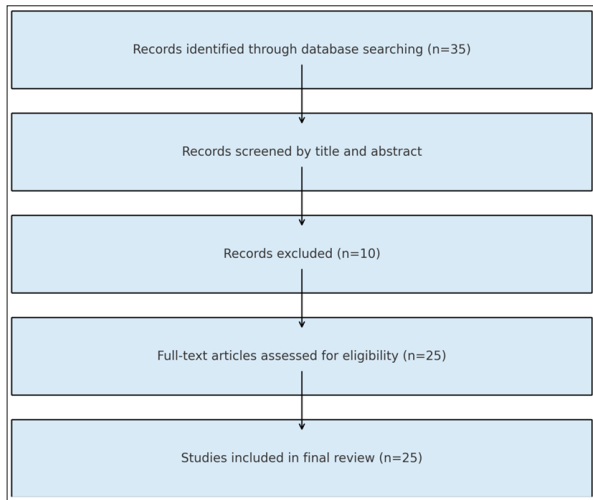 Records identified through database searching (n=35)
Records screened by title and abstract
Records excluded (n=10)
Full-text articles assessed for eligibility (n=25)
Studies included in final review (n=25)